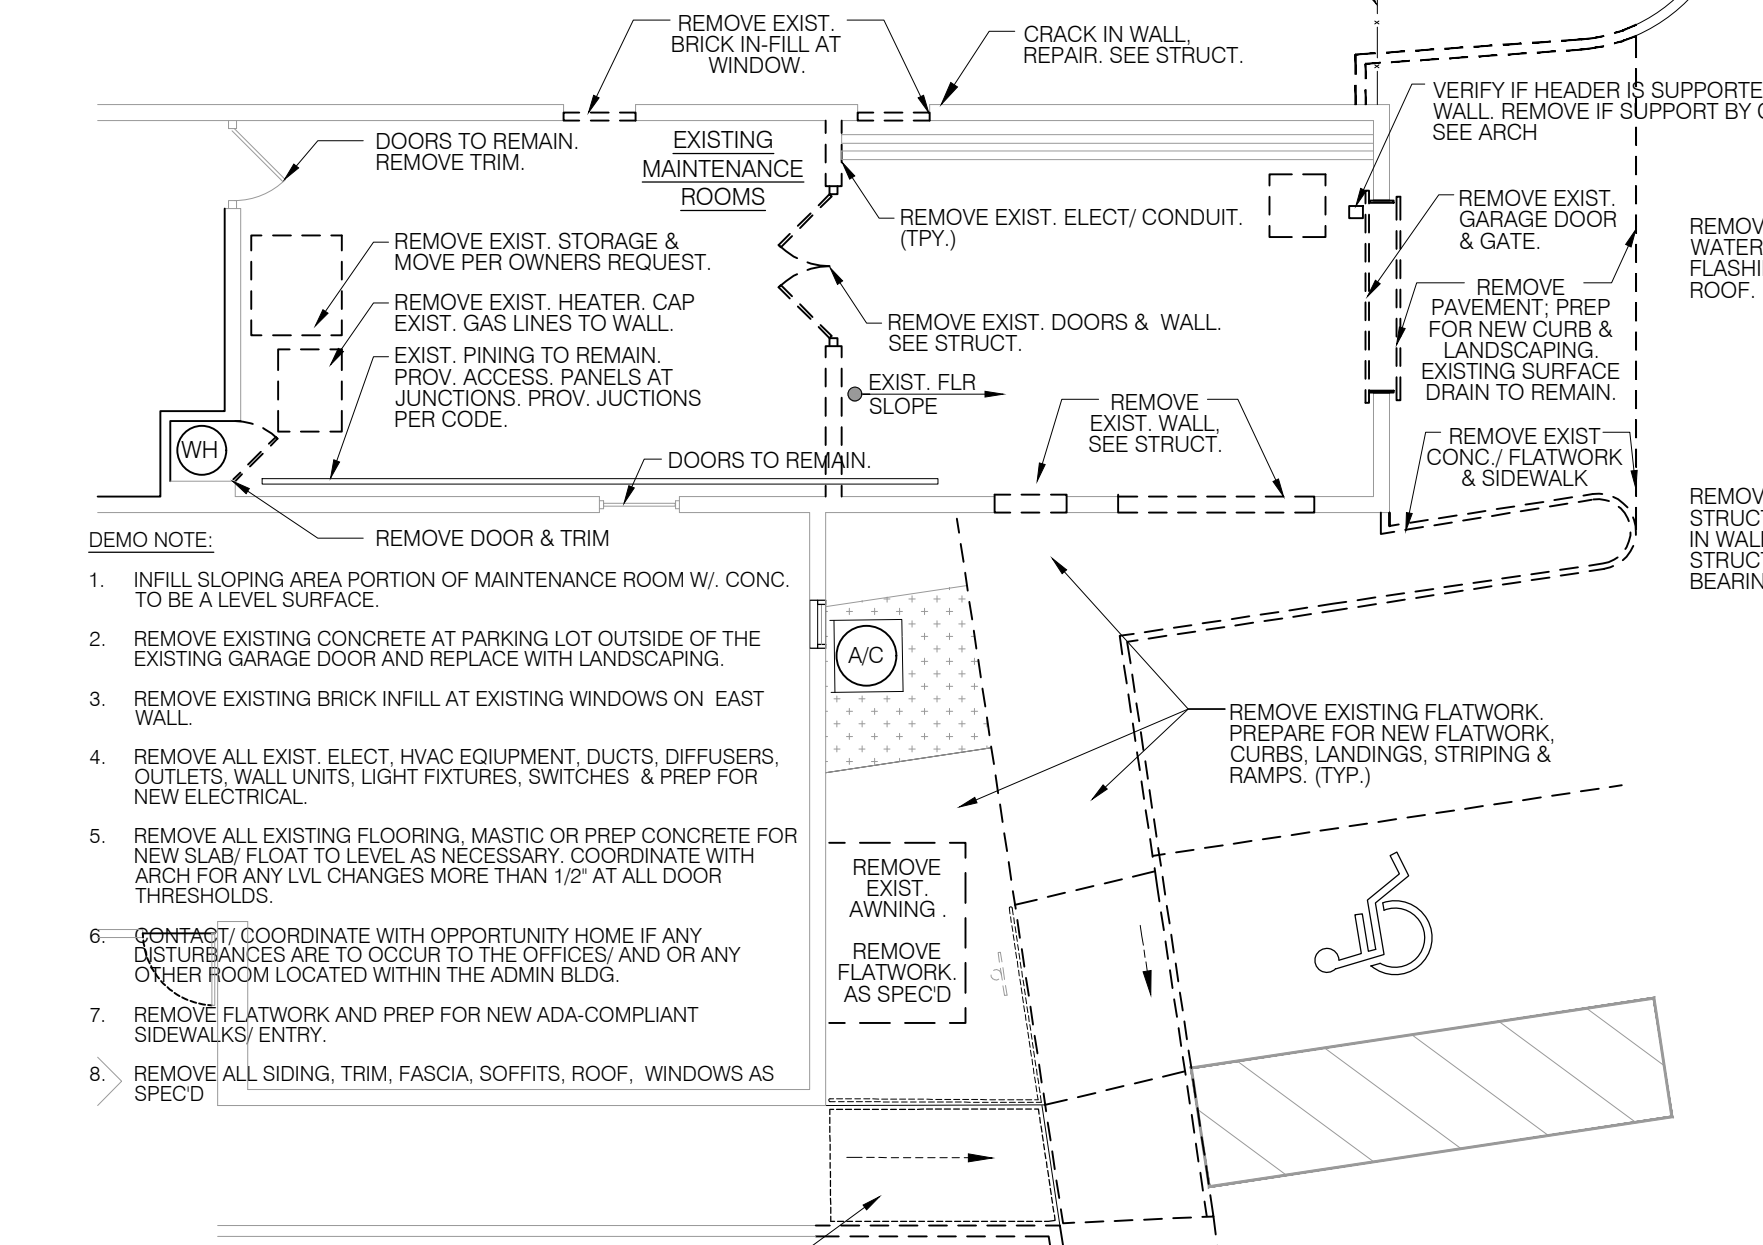 REMOVE EXIST.
BRICK IN-FILL AT
WINDOW.
CRACK IN WALL,
REPAIR. SEE STRUCT.
VERIFY IF HEADER IS SUPPORTE
WALL. REMOVE IF SUPPORT BY
SEE ARCH
DOORS TO REMAIN.
REMOVE TRIM.
EXISTING
MAINTENANCE
ROOMS
REMOVE EXIST. ELECT/ CONDUIT.
(TPY.)
REMOVE EXIST.
GARAGE DOOR
& GATE.
REMOV
WATER
FLASHI
ROOF.
REMOVE EXIST. STORAGE &
MOVE PER OWNERS REQUEST.
REMOVE EXIST. HEATER. CAP
EXIST. GAS LINES TO WALL.
EXIST. PINING TO REMAIN.
PROV. ACCESS. PANELS AT
JUNCTIONS. PROV. JUCTIONS
PER CODE.
REMOVE EXIST. DOORS & WALL.
SEE STRUCT.
REMOVE
PAVEMENT; PREP
FOR NEW CURB &
LANDSCAPING.
EXISTING SURFACE
DRAIN TO REMAIN.
EXIST. FLR
SLOPE
REMOVE
EXIST. WALL,
SEE STRUCT.
REMOVE EXIST
CONC./ FLATWORK
& SIDEWALK
WH
DOORS TO REMAIN.
REMOV
STRUCT
IN WALL
STRUCT
BEARIN
REMOVE DOOR & TRIM
DEMO NOTE:
1. INFILL SLOPING AREA PORTION OF MAINTENANCE ROOM W/. CONC.
TO BE A LEVEL SURFACE.
2. REMOVE EXISTING CONCRETE AT PARKING LOT OUTSIDE OF THE
EXISTING GARAGE DOOR AND REPLACE WITH LANDSCAPING.
3. REMOVE EXISTING BRICK INFILL AT EXISTING WINDOWS ON EAST
WALL.
4. REMOVE ALL EXIST. ELECT, HVAC EQIUPMENT, DUCTS, DIFFUSERS,
OUTLETS, WALL UNITS, LIGHT FIXTURES, SWITCHES & PREP FOR
NEW ELECTRICAL.
5. REMOVE ALL EXISTING FLOORING, MASTIC OR PREP CONCRETE FOR
NEW SLAB/ FLOAT TO LEVEL AS NECESSARY. COORDINATE WITH
ARCH FOR ANY LVL CHANGES MORE THAN 1/2" AT ALL DOOR
THRESHOLDS.
6. CONTACT/ COORDINATE WITH OPPORTUNITY HOME IF ANY
DISTURBANCES ARE TO OCCUR TO THE OFFICES/ AND OR ANY
OTHER ROOM LOCATED WITHIN THE ADMIN BLDG.
7. REMOVE FLATWORK AND PREP FOR NEW ADA-COMPLIANT
SIDEWALKS/ ENTRY.
8. REMOVE ALL SIDING, TRIM, FASCIA, SOFFITS, ROOF, WINDOWS AS
SPEC'D
A/C
REMOVE EXISTING FLATWORK.
PREPARE FOR NEW FLATWORK,
CURBS, LANDINGS, STRIPING &
RAMPS. (TYP.)
REMOVE
EXIST.
AWNING .
REMOVE
FLATWORK.
AS SPEC'D